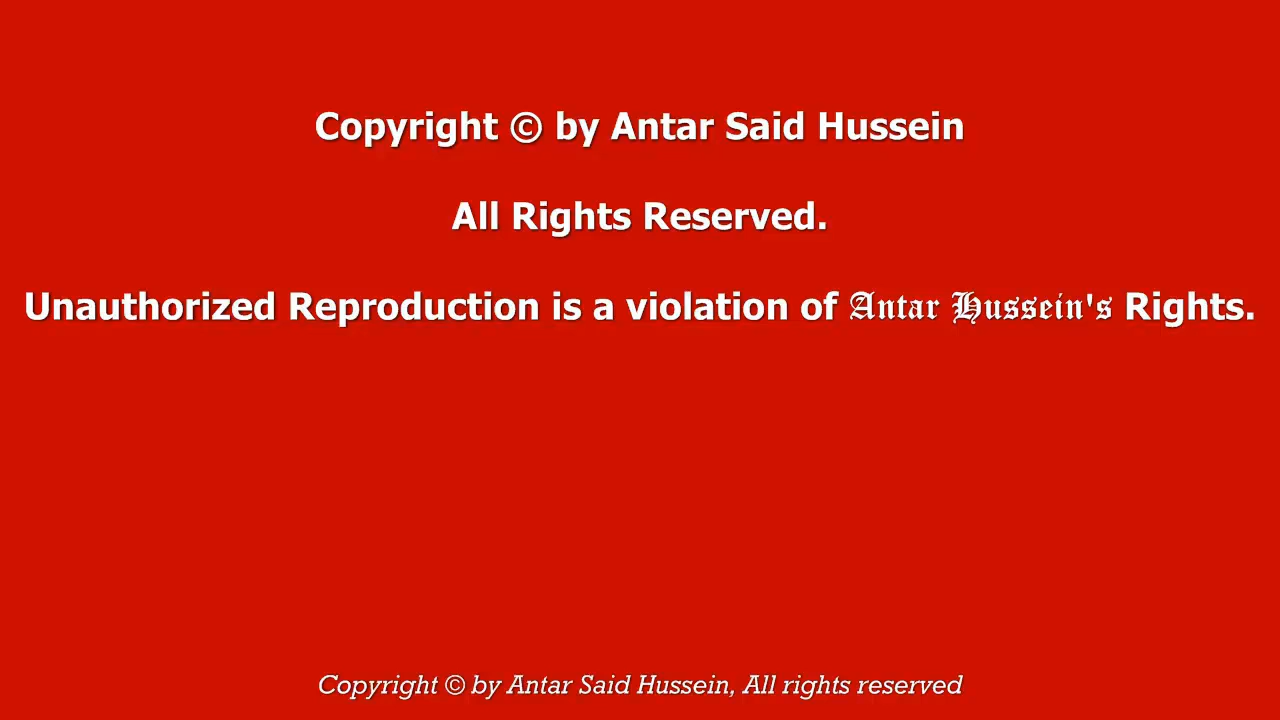 Copyright © by Antar Said Hussein
All Rights Reserved.
Unauthorized Reproduction is a violation of Antar Hussein's Rights.
Copyright © by Antar Said Hussein, All rights reserved